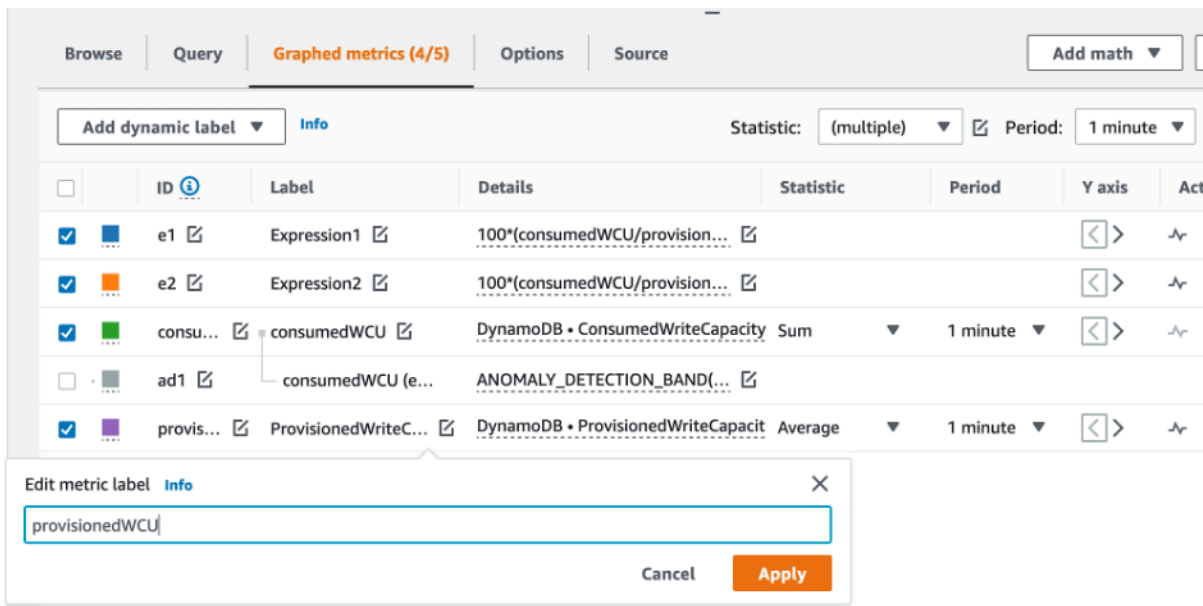 Browse Query Graphed metrics (4/5) Options Source Add math
Add dynamic label Info Statistic: (multiple) Period: 1 minute
ID Label Details Statistic Period Y axis Act
e1 Expression1 100*(consumedWCU/provision...
e2 Expression2 100*(consumedWCU/provision...
consu... consumedWCU DynamoDB • ConsumedWriteCapacity Sum 1 minute
ad1 consumedWCU (e... ANOMALY_DETECTION_BAND(...
provis... ProvisionedWriteC... DynamoDB • ProvisionedWriteCapacit Average 1 minute
Edit metric label Info
provisionedWCU
Cancel Apply